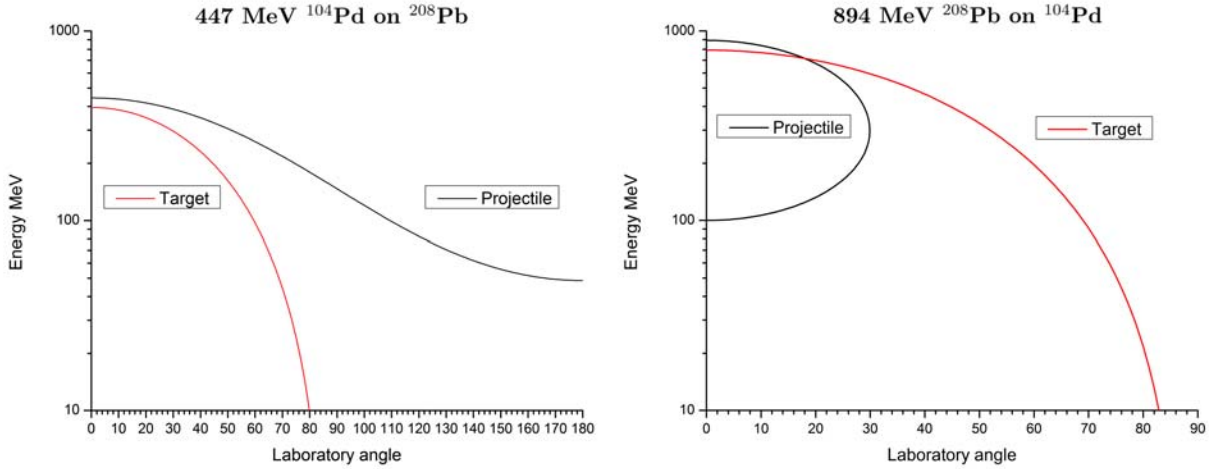 447 MeV ¹⁰⁴Pd on ²⁰⁸Pb
1000
100
10
Energy MeV
Target
Projectile
0 10 20 30 40 50 60 70 80 90 100 110 120 130 140 150 160 170 180
Laboratory angle
894 MeV ²⁰⁸Pb on ¹⁰⁴Pd
1000
100
10
Energy MeV
Projectile
Target
0 10 20 30 40 50 60 70 80 90
Laboratory angle